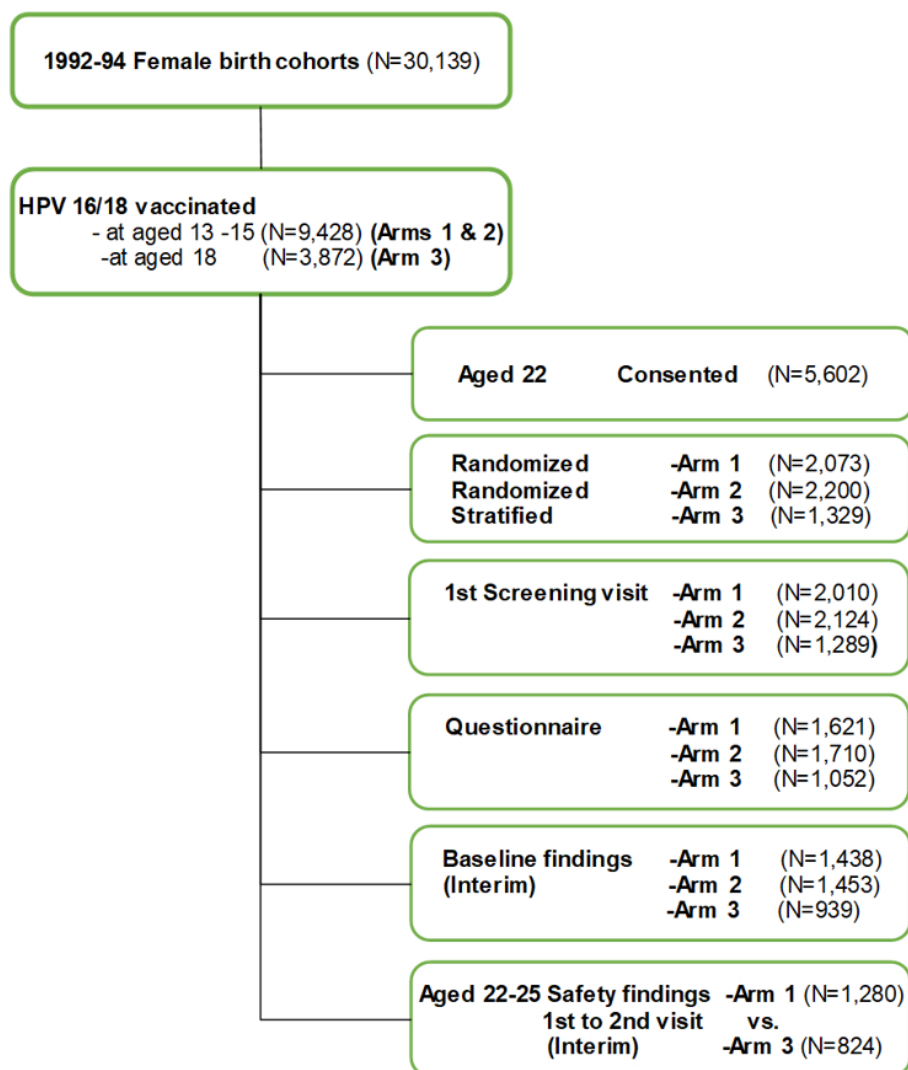 1992-94 Female birth cohorts (N=30,139)
HPV 16/18 vaccinated
- at aged 13 -15 (N=9,428) (Arms 1 & 2)
-at aged 18 (N=3,872) (Arm 3)
Aged 22 Consented (N=5,602)
Randomized -Arm 1 (N=2,073)
Randomized -Arm 2 (N=2,200)
Stratified -Arm 3 (N=1,329)
1st Screening visit -Arm 1 (N=2,010)
-Arm 2 (N=2,124)
-Arm 3 (N=1,289)
Questionnaire -Arm 1 (N=1,621)
-Arm 2 (N=1,710)
-Arm 3 (N=1,052)
Baseline findings -Arm 1 (N=1,438)
(Interim) -Arm 2 (N=1,453)
-Arm 3 (N=939)
Aged 22-25 Safety findings -Arm 1 (N=1,280)
1st to 2nd visit vs.
(Interim) -Arm 3 (N=824)